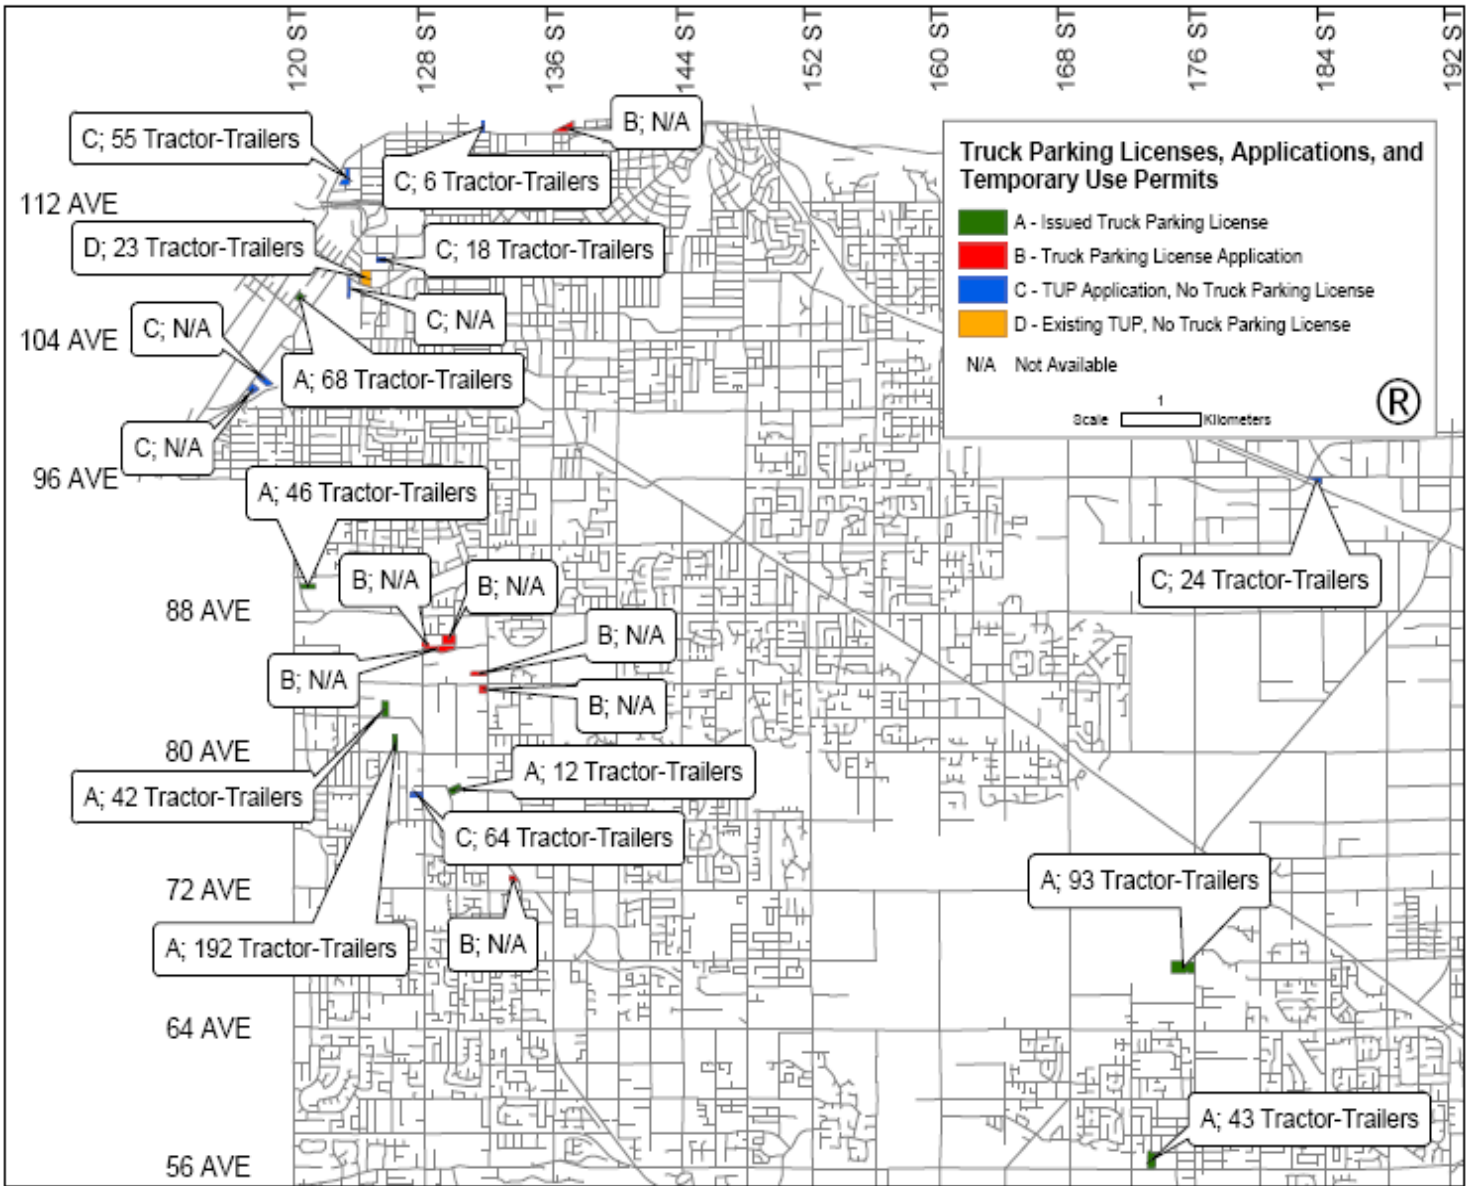 120 ST
128 ST
136 ST
144 ST
152 ST
160 ST
168 ST
176 ST
184 ST
192 ST
B; N/A
C; 55 Tractor-Trailers
C; 6 Tractor-Trailers
112 AVE
D; 23 Tractor-Trailers
C; 18 Tractor-Trailers
C; N/A
C; N/A
104 AVE
A; 68 Tractor-Trailers
C; N/A
96 AVE
Truck Parking Licenses, Applications, and
Temporary Use Permits
A - Issued Truck Parking License
B - Truck Parking License Application
C - TUP Application, No Truck Parking License
D - Existing TUP, No Truck Parking License
N/A Not Available
1
Scale Kilometers
®
A; 46 Tractor-Trailers
B; N/A
B; N/A
C; 24 Tractor-Trailers
88 AVE
B; N/A
B; N/A
B; N/A
80 AVE
A; 12 Tractor-Trailers
A; 42 Tractor-Trailers
C; 64 Tractor-Trailers
72 AVE
A; 93 Tractor-Trailers
A; 192 Tractor-Trailers
B; N/A
64 AVE
A; 43 Tractor-Trailers
56 AVE